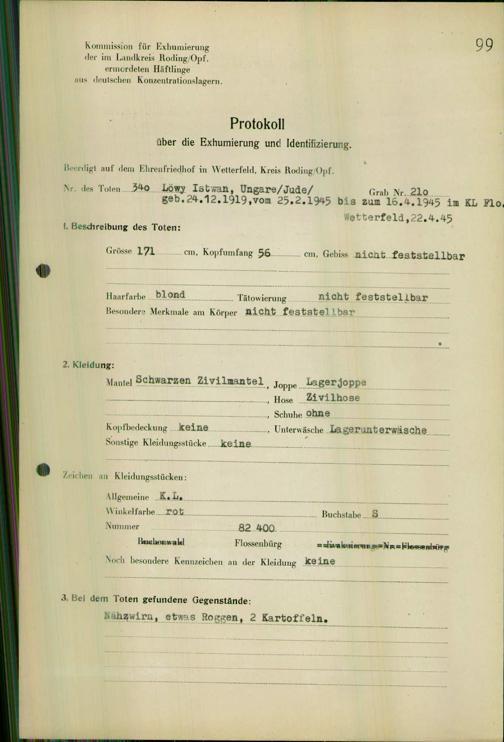 99
Kommission für Exhumierung
der im Landkreis Roding/Opf.
ermordeten Häftlinge
aus deutschen Konzentrationslagern.
Protokoll
über die Exhumierung und Identifizierung.
Beerdigt auf dem Ehrenfriedhof in Wetterfeld, Kreis Roding/Opf.
Nr. des Toten 340 Löwy Istwan, Ungare/Jude/ Grab Nr. 210
geb.24.12.1919,vom 25.2.1945 bis zum 16.4.1945 im KL Flo.
Wetterfeld,22.4.45
1. Beschreibung des Toten:
Grösse 171 cm, Kopfumfang 56 cm, Gebiss nicht feststellbar
Haarfarbe blond Tätowierung nicht feststellbar
Besondere Merkmale am Körper nicht feststellbar
2. Kleidung:
Mantel Schwarzen Zivilmantel, Joppe Lagerjoppe
, Hose Zivilhose
, Schuhe ohne
Kopfbedeckung keine , Unterwäsche Lagerunterwäsche
Sonstige Kleidungsstücke keine
Zeichen an Kleidungsstücken:
Allgemeine K.L.
Winkelfarbe rot Buchstabe S
Nummer 82 400
Buchenwald Flossenbürg
Noch besondere Kennzeichen an der Kleidung keine
3. Bei dem Toten gefundene Gegenstände:
Nähzwirn, etwas Roggen, 2 Kartoffeln.